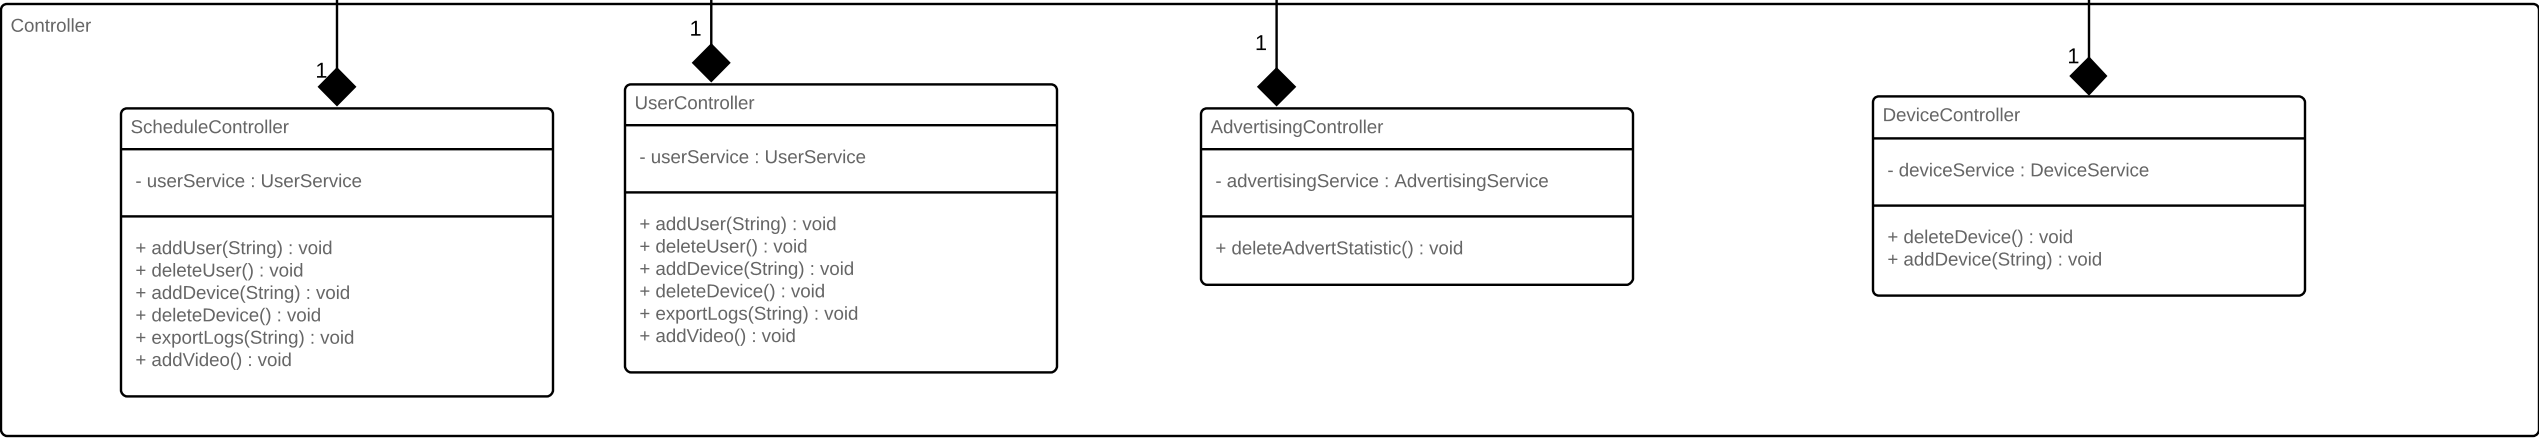 Controller
1
ScheduleController
- userService : UserService
+ addUser(String) : void
+ deleteUser() : void
+ addDevice(String) : void
+ deleteDevice() : void
+ exportLogs(String) : void
+ addVideo() : void
1
UserController
- userService : UserService
+ addUser(String) : void
+ deleteUser() : void
+ addDevice(String) : void
+ deleteDevice() : void
+ exportLogs(String) : void
+ addVideo() : void
1
AdvertisingController
- advertisingService : AdvertisingService
+ deleteAdvertStatistic() : void
1
DeviceController
- deviceService : DeviceService
+ deleteDevice() : void
+ addDevice(String) : void